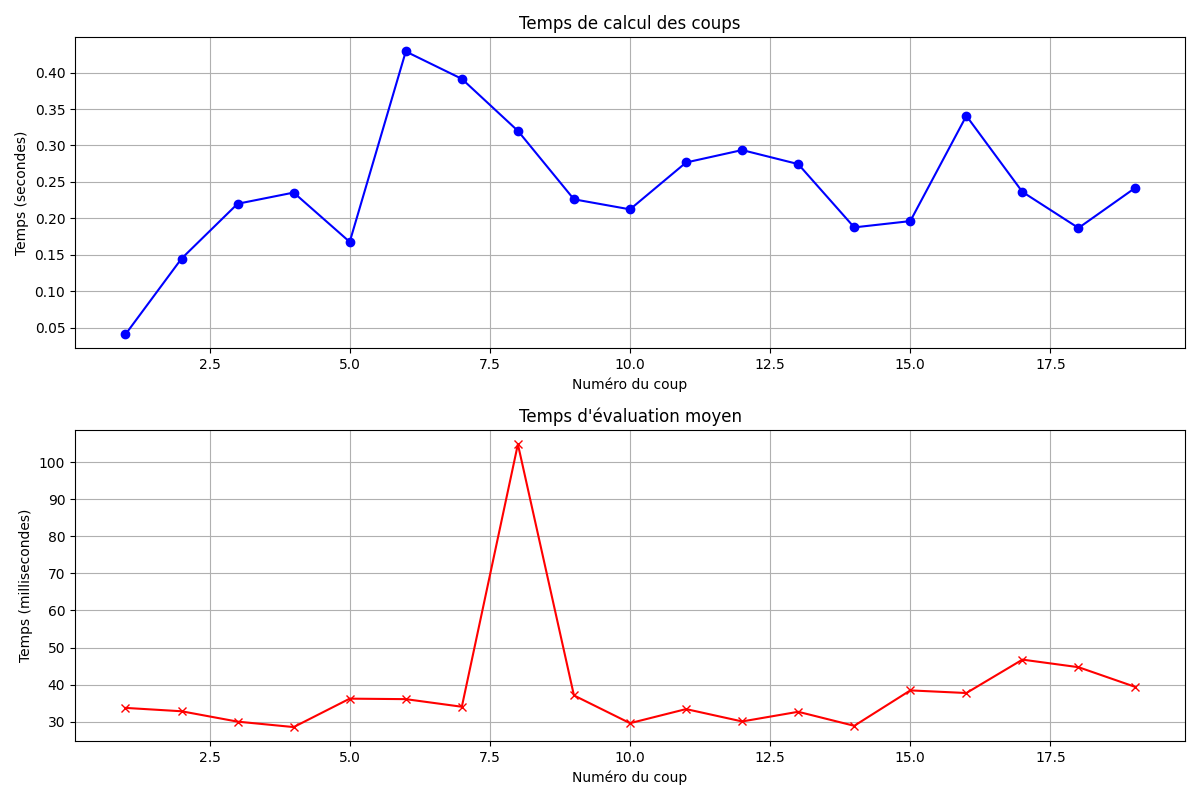 Temps de calcul des coups
0.40
0.35
0.30
0.25
0.20
0.15
0.10
0.05
Temps (secondes)
2.5 5.0 7.5 10.0 12.5 15.0 17.5
Numéro du coup
Temps d'évaluation moyen
100
90
80
70
60
50
40
30
Temps (millisecondes)
2.5 5.0 7.5 10.0 12.5 15.0 17.5
Numéro du coup